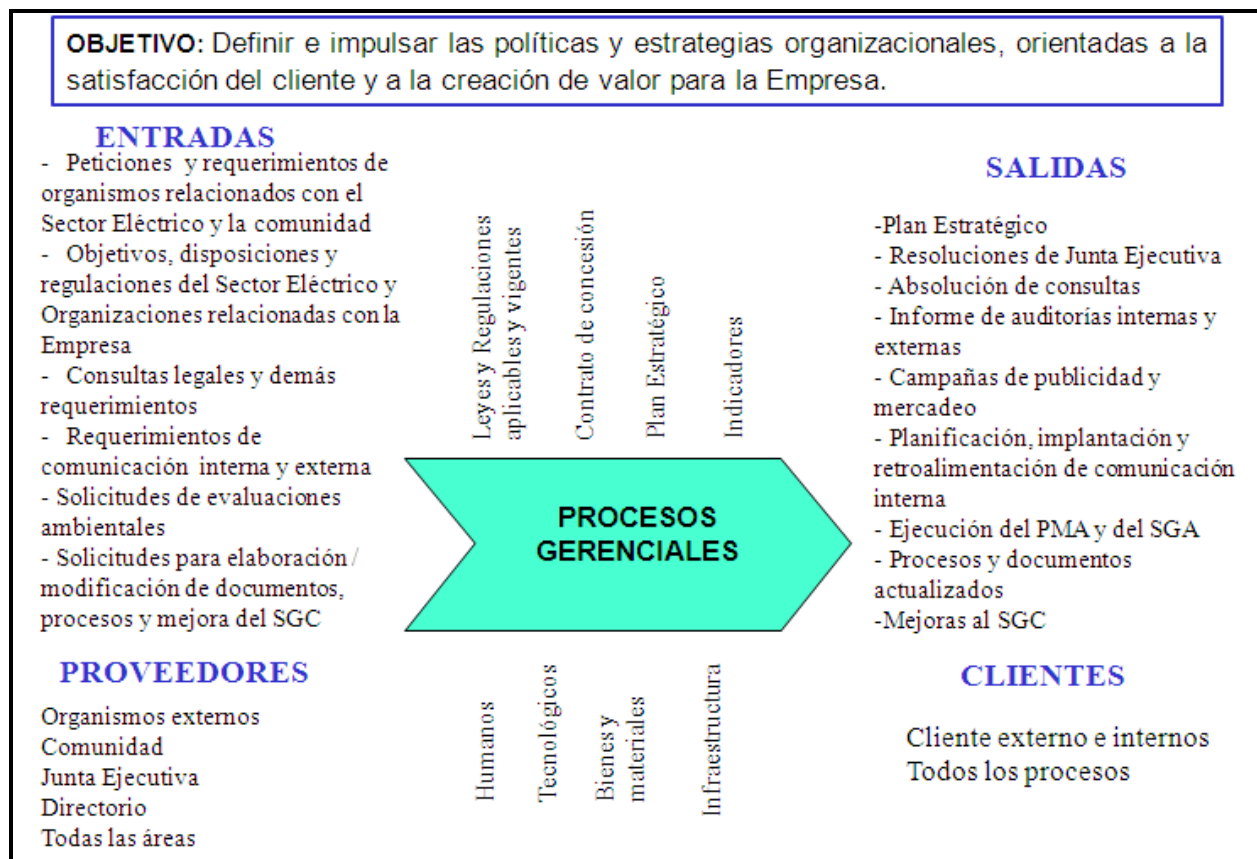 OBJETIVO: Definir e impulsar las políticas y estrategias organizacionales, orientadas a la
satisfacción del cliente y a la creación de valor para la Empresa.
ENTRADAS
- Peticiones y requerimientos de
organismos relacionados con el
Sector Eléctrico y la comunidad
- Objetivos, disposiciones y
regulaciones del Sector Eléctrico y
Organizaciones relacionadas con la
Empresa
- Consultas legales y demás
requerimientos
- Requerimientos de
comunicación interna y externa
- Solicitudes de evaluaciones
ambientales
- Solicitudes para elaboración /
modificación de documentos,
procesos y mejora del SGC
PROVEEDORES
Organismos externos
Comunidad
Junta Ejecutiva
Directorio
Todas las áreas
Leyes y Regulaciones
aplicables y vigentes
Contrato de concesión
Plan Estratégico
Indicadores
PROCESOS
GERENCIALES
Humanos
Tecnológicos
Bienes y
materiales
Infraestructura
SALIDAS
-Plan Estratégico
- Resoluciones de Junta Ejecutiva
- Absolución de consultas
- Informe de auditorías internas y
externas
- Campañas de publicidad y
mercadeo
- Planificación, implantación y
retroalimentación de comunicación
interna
- Ejecución del PMA y del SGA
- Procesos y documentos
actualizados
-Mejoras al SGC
CLIENTES
Cliente externo e internos
Todos los procesos